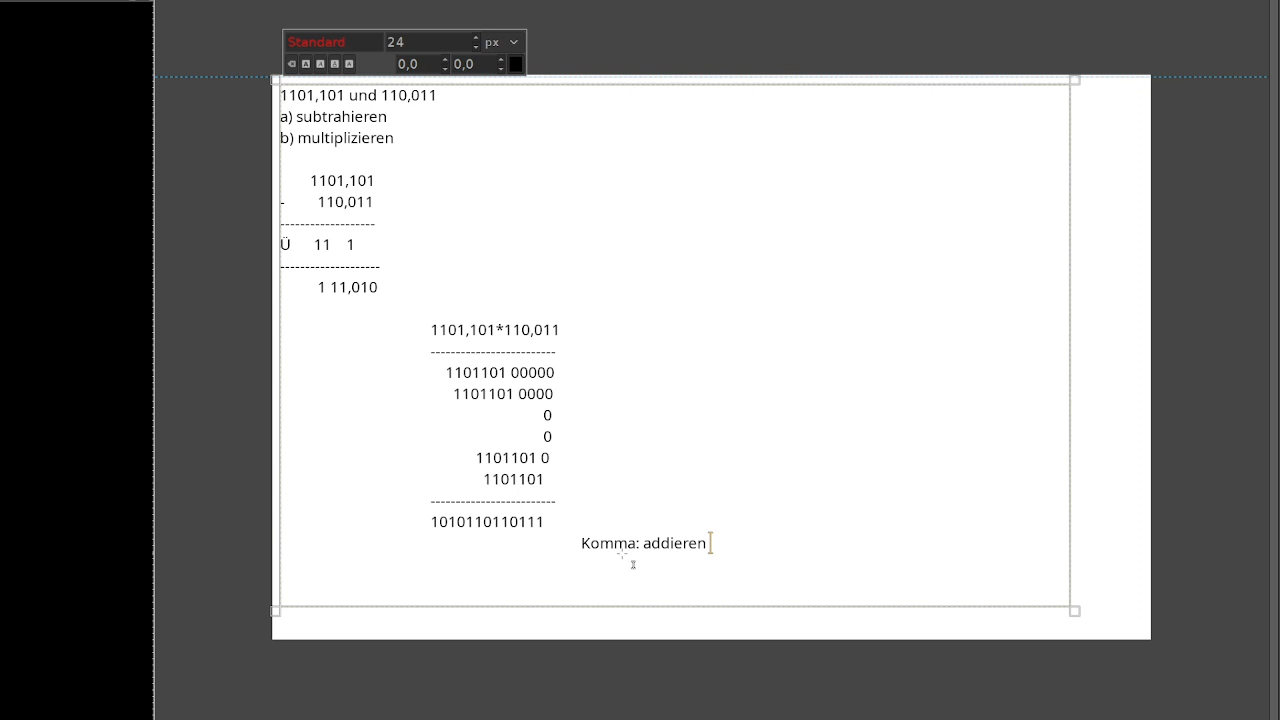 Standard 24 px
0,0 0,0
1101,101 und 110,011
a) subtrahieren
b) multiplizieren
1101,101
- 110,011
-------------------
Ü 11 1
--------------------
1 11,010
1101,101*110,011
-------------------------
1101101 00000
1101101 0000
0
0
1101101 0
1101101
-------------------------
1010110110111
Komma: addieren